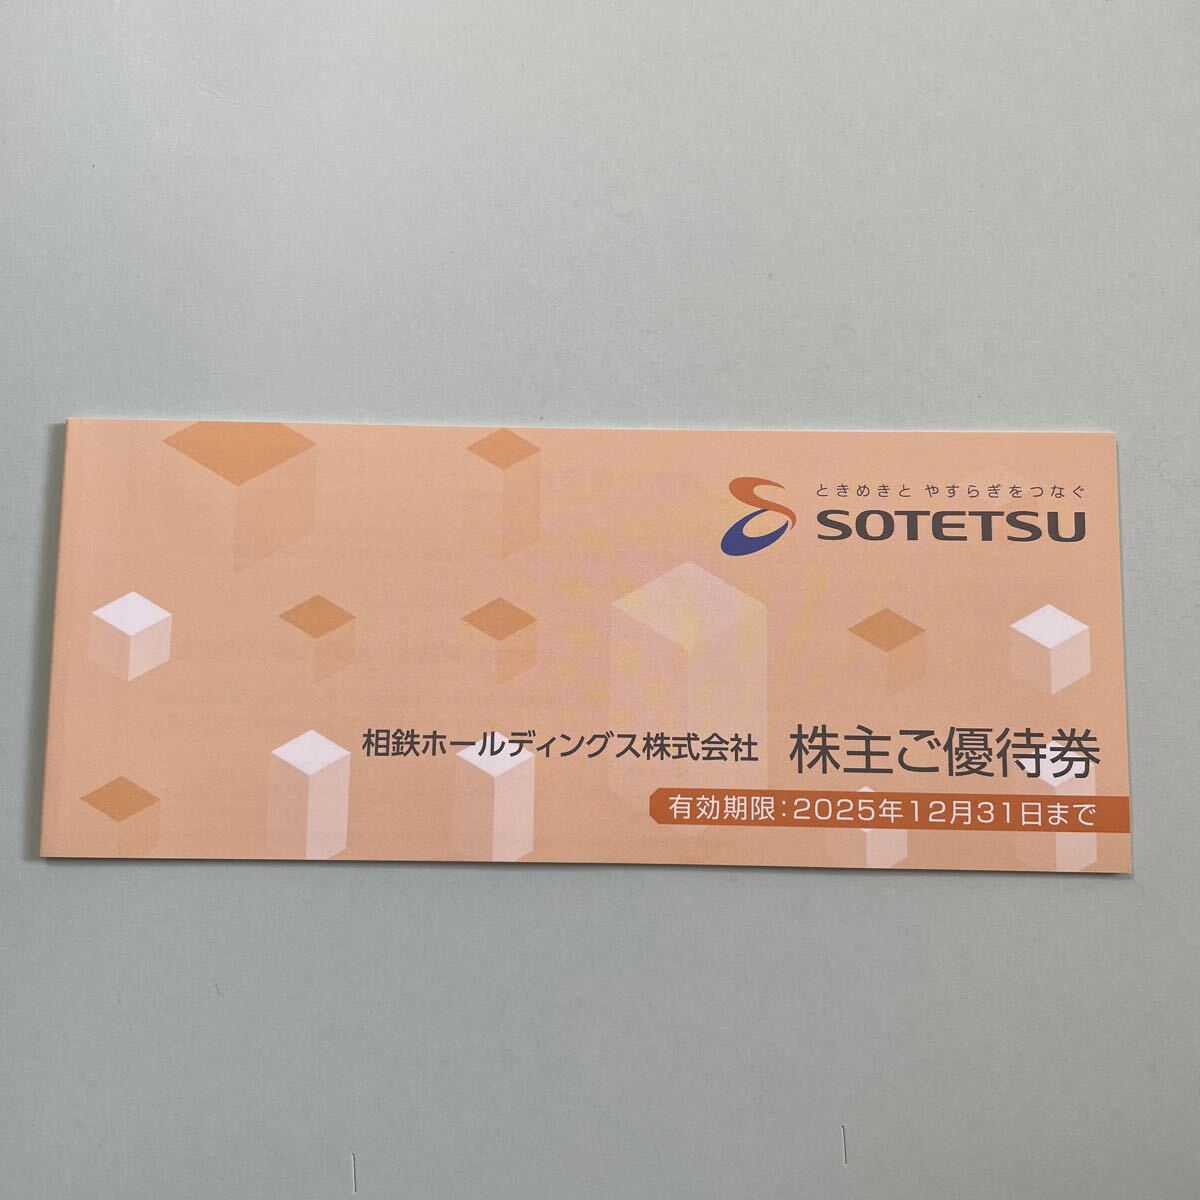 ときめきと やすらぎをつなぐ
SOTETSU
相鉄ホールディングス株式会社 株主ご優待券
有効期限：2025年12月31日まで